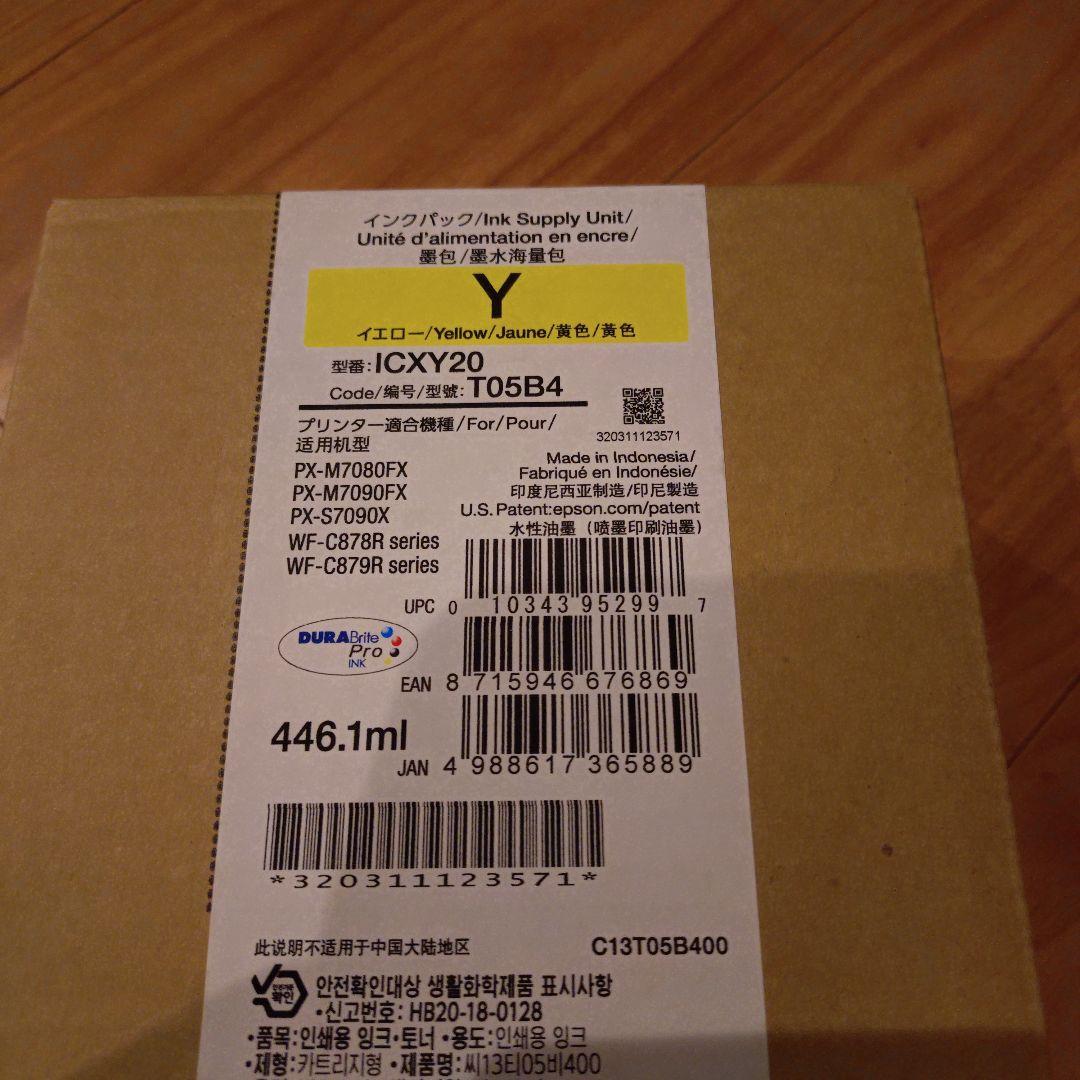 インクパック/Ink Supply Unit/
Unité d'alimentation en encre/
墨包/墨水海量包
Y
イエロー/Yellow/Jaune/黄色/黃色
型番:ICXY20
Code/编号/型號:T05B4
320311123571
プリンター適合機種/For/Pour/
适用机型
PX-M7080FX
PX-M7090FX
PX-S7090X
WF-C878R series
WF-C879R series
Made in Indonesia/
Fabriqué en Indonésie/
印度尼西亚制造/印尼製造
U.S. Patent:epson.com/patent
水性油墨（喷墨印刷油墨）
UPC 0 10343 95299 7
DURABrite
Pro
INK
EAN 8 715946 676869
446.1ml
JAN 4 988617 365889
*320311123571*
此说明不适用于中国大陆地区
C13T05B400
안전기준
확인
안전확인대상 생활화학제품 표시사항
•신고번호: HB20-18-0128
•품목:인쇄용 잉크•토너 •용도:인쇄용 잉크
•제형:카트리지형 •제품명:씨13티05비400